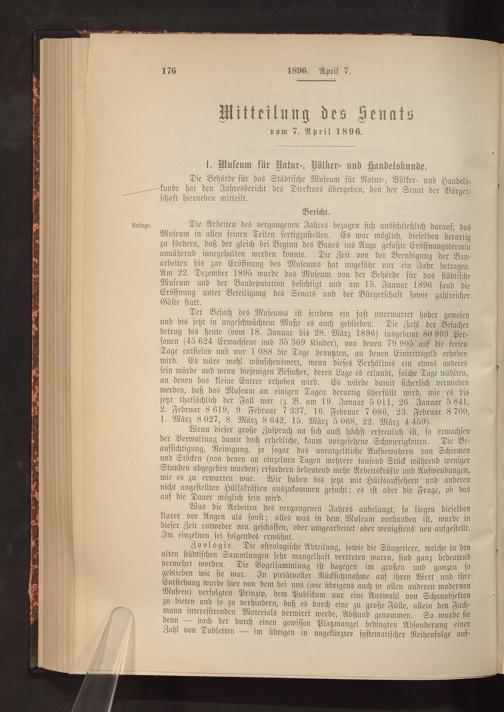 176
1896. April 7.
Mitteilung des Senats
vom 7. April 1896.
1. Museum für Natur-, Völker- und Handelskunde.
Die Behörde für das Städtische Museum für Natur-, Völker- und Handels-
kunde hat den Jahresbericht des Direktors übergeben, den der Senat der Bürger-
schaft hierneben mitteilt.
Bericht.
Anlage.
Die Arbeiten des vergangenen Jahres bezogen sich ausschließlich darauf, das
Museum in allen seinen Teilen fertigzustellen. Es war möglich, dieselben derartig
zu fördern, daß der gleich bei Beginn des Baues ins Auge gefaßte Eröffnungstermin
annähernd innegehalten werden konnte. Die Zeit von der Beendigung der Bau-
arbeiten bis zur Eröffnung des Museums hat ungefähr nur ein Jahr betragen.
Am 22. Dezember 1895 wurde das Museum von der Behörde für das städtische
Museum und der Baudeputation besichtigt und am 15. Januar 1896 fand die
Eröffnung unter Beteiligung des Senats und der Bürgerschaft sowie zahlreicher
Gäste statt.
Der Besuch des Museums ist seitdem ein fast unerwartet hoher gewesen
und bis jetzt in ungeschwächtem Maße es auch geblieben. Die Zahl der Besucher
betrug bis heute (vom 18. Januar bis 28. März 1896) insgesamt 80 993 Per-
sonen (45 624 Erwachsene und 35 369 Kinder), von denen 79 905 auf die freien
Tage entfielen und nur 1 088 die Tage benutzten, an denen Eintrittsgeld erhoben
wird. Es wäre wohl wünschenswert, wenn dieses Verhältnis ein etwas anderes
sein würde und wenn diejenigen Besucher, deren Lage es erlaubt, solche Tage wählten,
an denen das kleine Entree erhoben wird. Es würde damit sicherlich vermieden
werden, daß das Museum an einigen Tagen derartig überfüllt wird, wie es bis
jetzt thatsächlich der Fall war (z. B. am 19. Januar 5 011, 26. Januar 5 841,
2. Februar 8 619, 9. Februar 7 337, 16. Februar 7 086, 23. Februar 8 700,
1. März 8 027, 8. März 8 642, 15. März 5 068, 22. März 4 459).
Wenn dieser große Zuspruch an sich auch höchst erfreulich ist, so erwachsen
der Verwaltung damit doch erhebliche, kaum vorgesehene Schwierigkeiten. Die Be-
aufsichtigung, Reinigung, ja sogar das unentgeltliche Aufbewahren von Schirmen
und Stöcken (von denen an einzelnen Tagen mehrere tausend Stück während weniger
Stunden abgegeben wurden) erfordern bedeutend mehr Arbeitskräfte und Aufwendungen,
wie es zu erwarten war. Wir haben bis jetzt mit Hülfsaufsehern und anderen
nicht angestellten Hülfskräften auszukommen gesucht; es ist aber die Frage, ob das
auf die Dauer möglich sein wird.
Was die Arbeiten des vergangenen Jahres anbelangt, so liegen dieselben
klarer vor Augen als sonst; alles was in dem Museum vorhanden ist, wurde in
dieser Zeit entweder neu geschaffen, oder umgearbeitet oder wenigstens neu aufgestellt.
Im einzelnen sei folgendes erwähnt.
Zoologie. Die osteologische Abteilung, sowie die Säugetiere, welche in den
alten städtischen Sammlungen sehr mangelhaft vertreten waren, sind ganz bedeutend
vermehrt worden. Die Vogelsammlung ist dagegen im großen und ganzen so
geblieben wie sie war. In pietätvoller Rücksichtnahme auf ihren Wert und ihre
Entstehung wurde hier von dem bei uns (wie übrigens auch in allen anderen modernen
Museen) verfolgten Prinzip, dem Publikum nur eine Auswahl von Schauobjekten
zu bieten und so zu verhindern, daß es durch eine zu große Fülle, allein den Fach-
mann interessirenden Materials verwirrt werde, Abstand genommen. So wurde sie
denn — nach der durch einen gewissen Platzmangel bedingten Absonderung einer
Zahl von Dubletten — im übrigen in ungekürzter systematischer Reihenfolge auf-